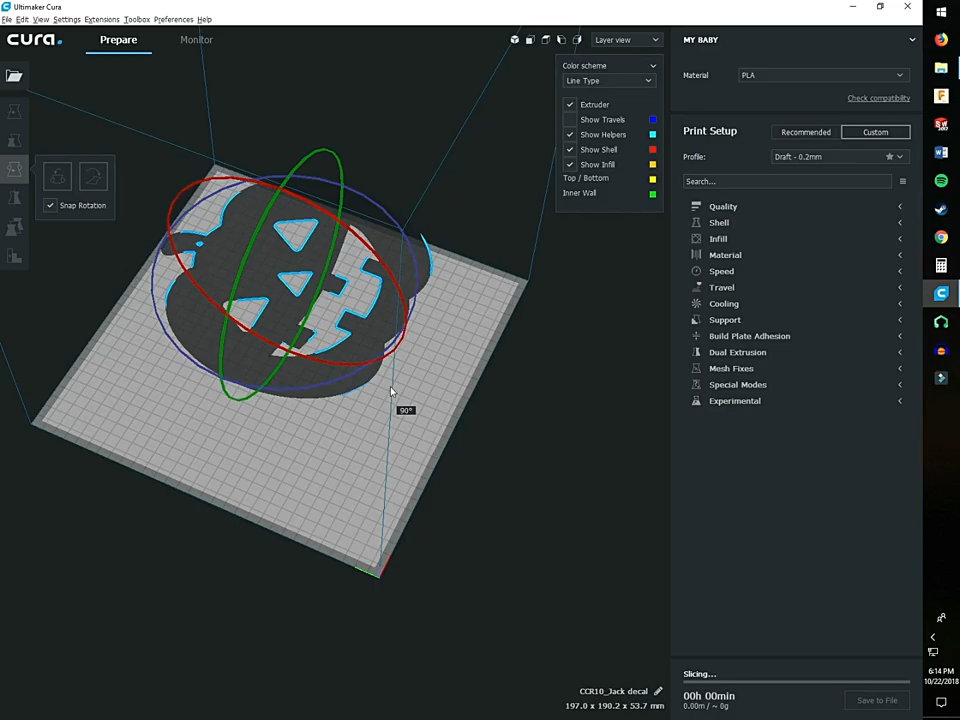 Ultimaker Cura
File Edit View Settings Extensions Toolbox Preferences Help
cura. Prepare Monitor
Layer view
MY BABY
Color scheme
Line Type
Material PLA
Check compatibility
Extruder
Show Travels
Show Helpers
Show Shell
Show Infill
Top / Bottom
Inner Wall
Snap Rotation
Print Setup Recommended Custom
Profile: Draft - 0.2mm
Search...
Quality
Shell
Infill
Material
Speed
Travel
Cooling
Support
Build Plate Adhesion
Dual Extrusion
Mesh Fixes
Special Modes
Experimental
90°
Slicing...
00h 00min
0.00m / ~ 0g
Save to File
CCR10_Jack decal
197.0 x 190.2 x 53.7 mm
6:14 PM
10/22/2018